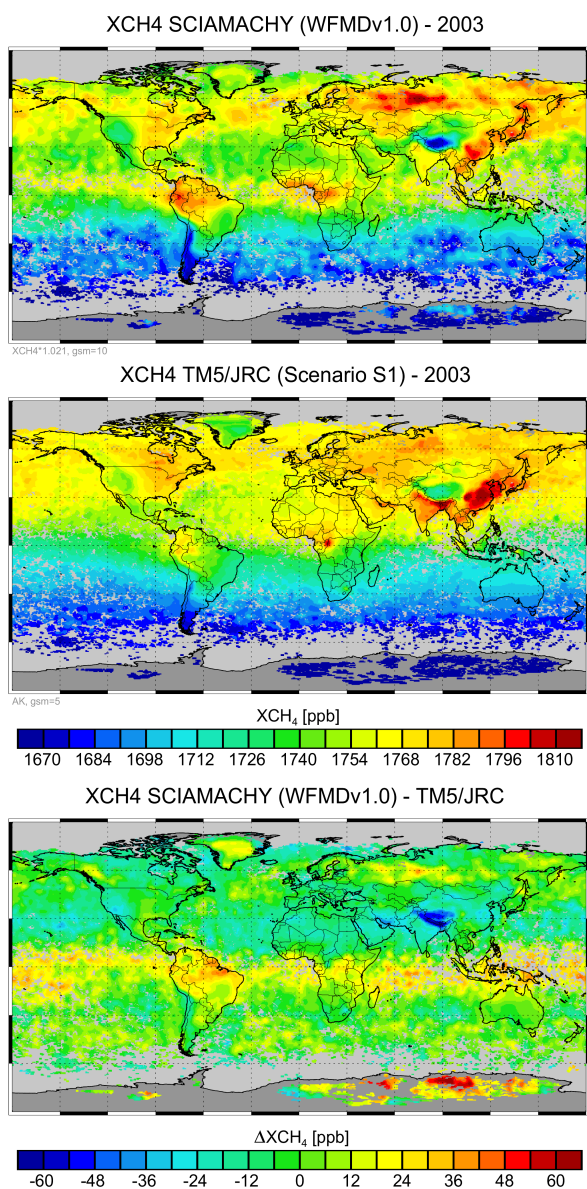 XCH4 SCIAMACHY (WFMDv1.0) - 2003
XCH4*1.021, gsm=10
XCH4 TM5/JRC (Scenario S1) - 2003
AK, gsm=5
XCH₄ [ppb]
1670 1684 1698 1712 1726 1740 1754 1768 1782 1796 1810
XCH4 SCIAMACHY (WFMDv1.0) - TM5/JRC
ΔXCH₄ [ppb]
-60 -48 -36 -24 -12 0 12 24 36 48 60